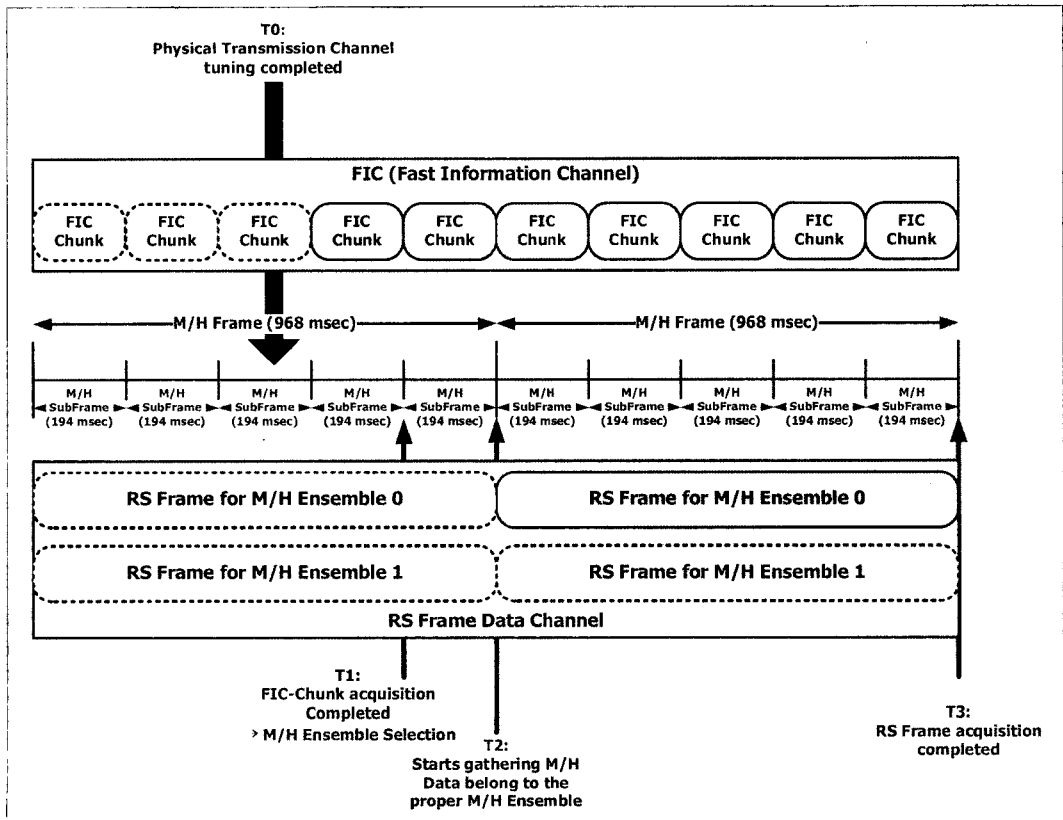 T0:
Physical Transmission Channel
tuning completed
FIC (Fast Information Channel)
FIC FIC FIC FIC FIC FIC FIC FIC FIC FIC
Chunk Chunk Chunk Chunk Chunk Chunk Chunk Chunk Chunk Chunk
M/H Frame (968 msec) M/H Frame (968 msec)
M/H M/H M/H M/H M/H M/H M/H M/H M/H M/H
SubFrame SubFrame SubFrame SubFrame SubFrame SubFrame SubFrame SubFrame SubFrame SubFrame
(194 msec) (194 msec) (194 msec) (194 msec) (194 msec) (194 msec) (194 msec) (194 msec) (194 msec) (194 msec)
RS Frame for M/H Ensemble 0 RS Frame for M/H Ensemble 0
RS Frame for M/H Ensemble 1 RS Frame for M/H Ensemble 1
RS Frame Data Channel
T1:
FIC-Chunk acquisition
Completed
> M/H Ensemble Selection
T2:
Starts gathering M/H
Data belong to the
proper M/H Ensemble
T3:
RS Frame acquisition
completed